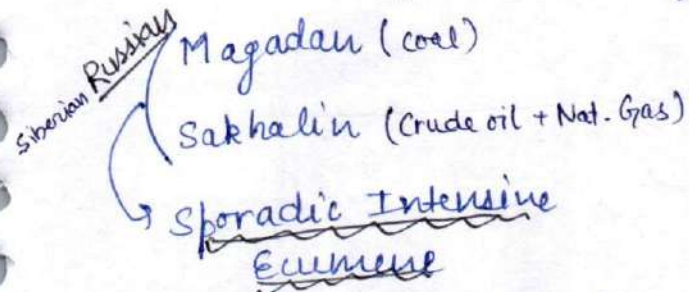 Siberian Russian
Magadan (coal)
Sakhalin (Crude oil + Nat. Gas)
Sporadic Intensive
Ecumene